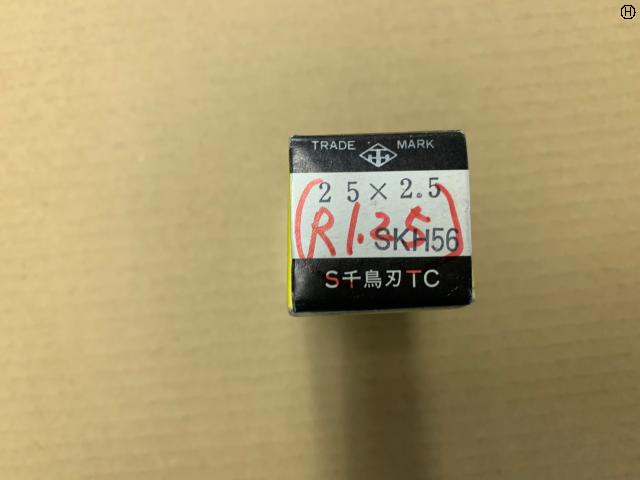 TRADE MARK
25×2.5
(R1.25)
SKH56
S千鳥刃TC
H